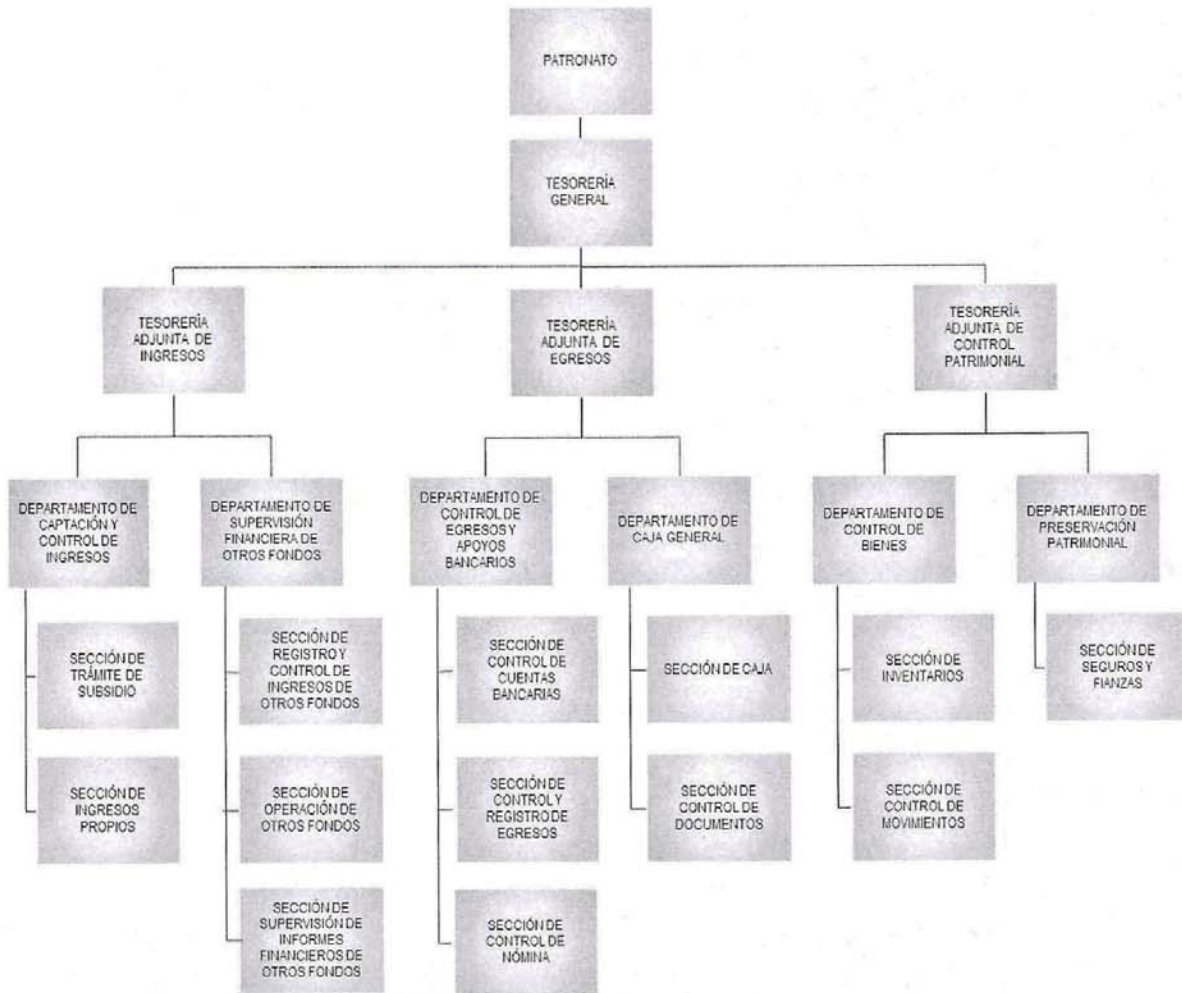 PATRONATO
TESORERÍA
GENERAL
TESORERÍA
ADJUNTA DE
INGRESOS
TESORERÍA
ADJUNTA DE
EGRESOS
TESORERÍA
ADJUNTA DE
CONTROL
PATRIMONIAL
DEPARTAMENTO DE
CAPTACIÓN Y
CONTROL DE
INGRESOS
DEPARTAMENTO DE
SUPERVISIÓN
FINANCIERA DE
OTROS FONDOS
DEPARTAMENTO DE
CONTROL DE
EGRESOS Y
APOYOS
BANCARIOS
DEPARTAMENTO DE
CAJA GENERAL
DEPARTAMENTO DE
CONTROL DE
BIENES
DEPARTAMENTO DE
PRESERVACIÓN
PATRIMONIAL
SECCIÓN DE
TRÁMITE DE
SUBSIDIO
SECCIÓN DE
REGISTRO Y
CONTROL DE
INGRESOS DE
OTROS FONDOS
SECCIÓN DE
CONTROL DE
CUENTAS
BANCARIAS
SECCIÓN DE CAJA
SECCIÓN DE
INVENTARIOS
SECCIÓN DE
SEGUROS Y
FIANZAS
SECCIÓN DE
INGRESOS
PROPIOS
SECCIÓN DE
OPERACIÓN DE
OTROS FONDOS
SECCIÓN DE
CONTROL Y
REGISTRO DE
EGRESOS
SECCIÓN DE
CONTROL DE
DOCUMENTOS
SECCIÓN DE
CONTROL DE
MOVIMIENTOS
SECCIÓN DE
SUPERVISIÓN DE
INFORMES
FINANCIEROS DE
OTROS FONDOS
SECCIÓN DE
CONTROL DE
NÓMINA